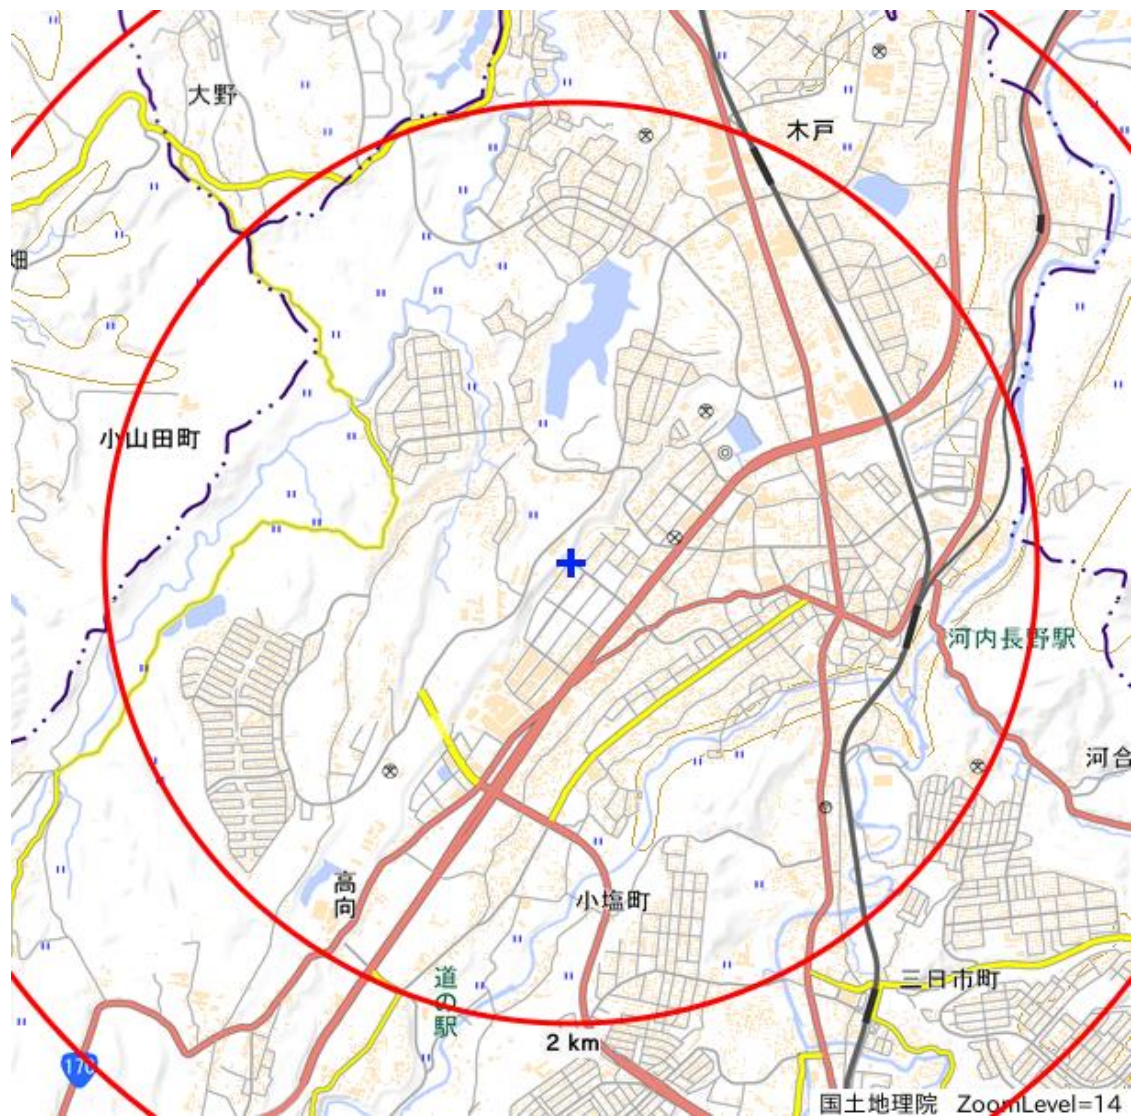 大野
木戸
畑
小山田町
河内長野駅
河合
高向
小塩町
道の駅
三日市町
2 km
170
国土地理院 ZoomLevel=14